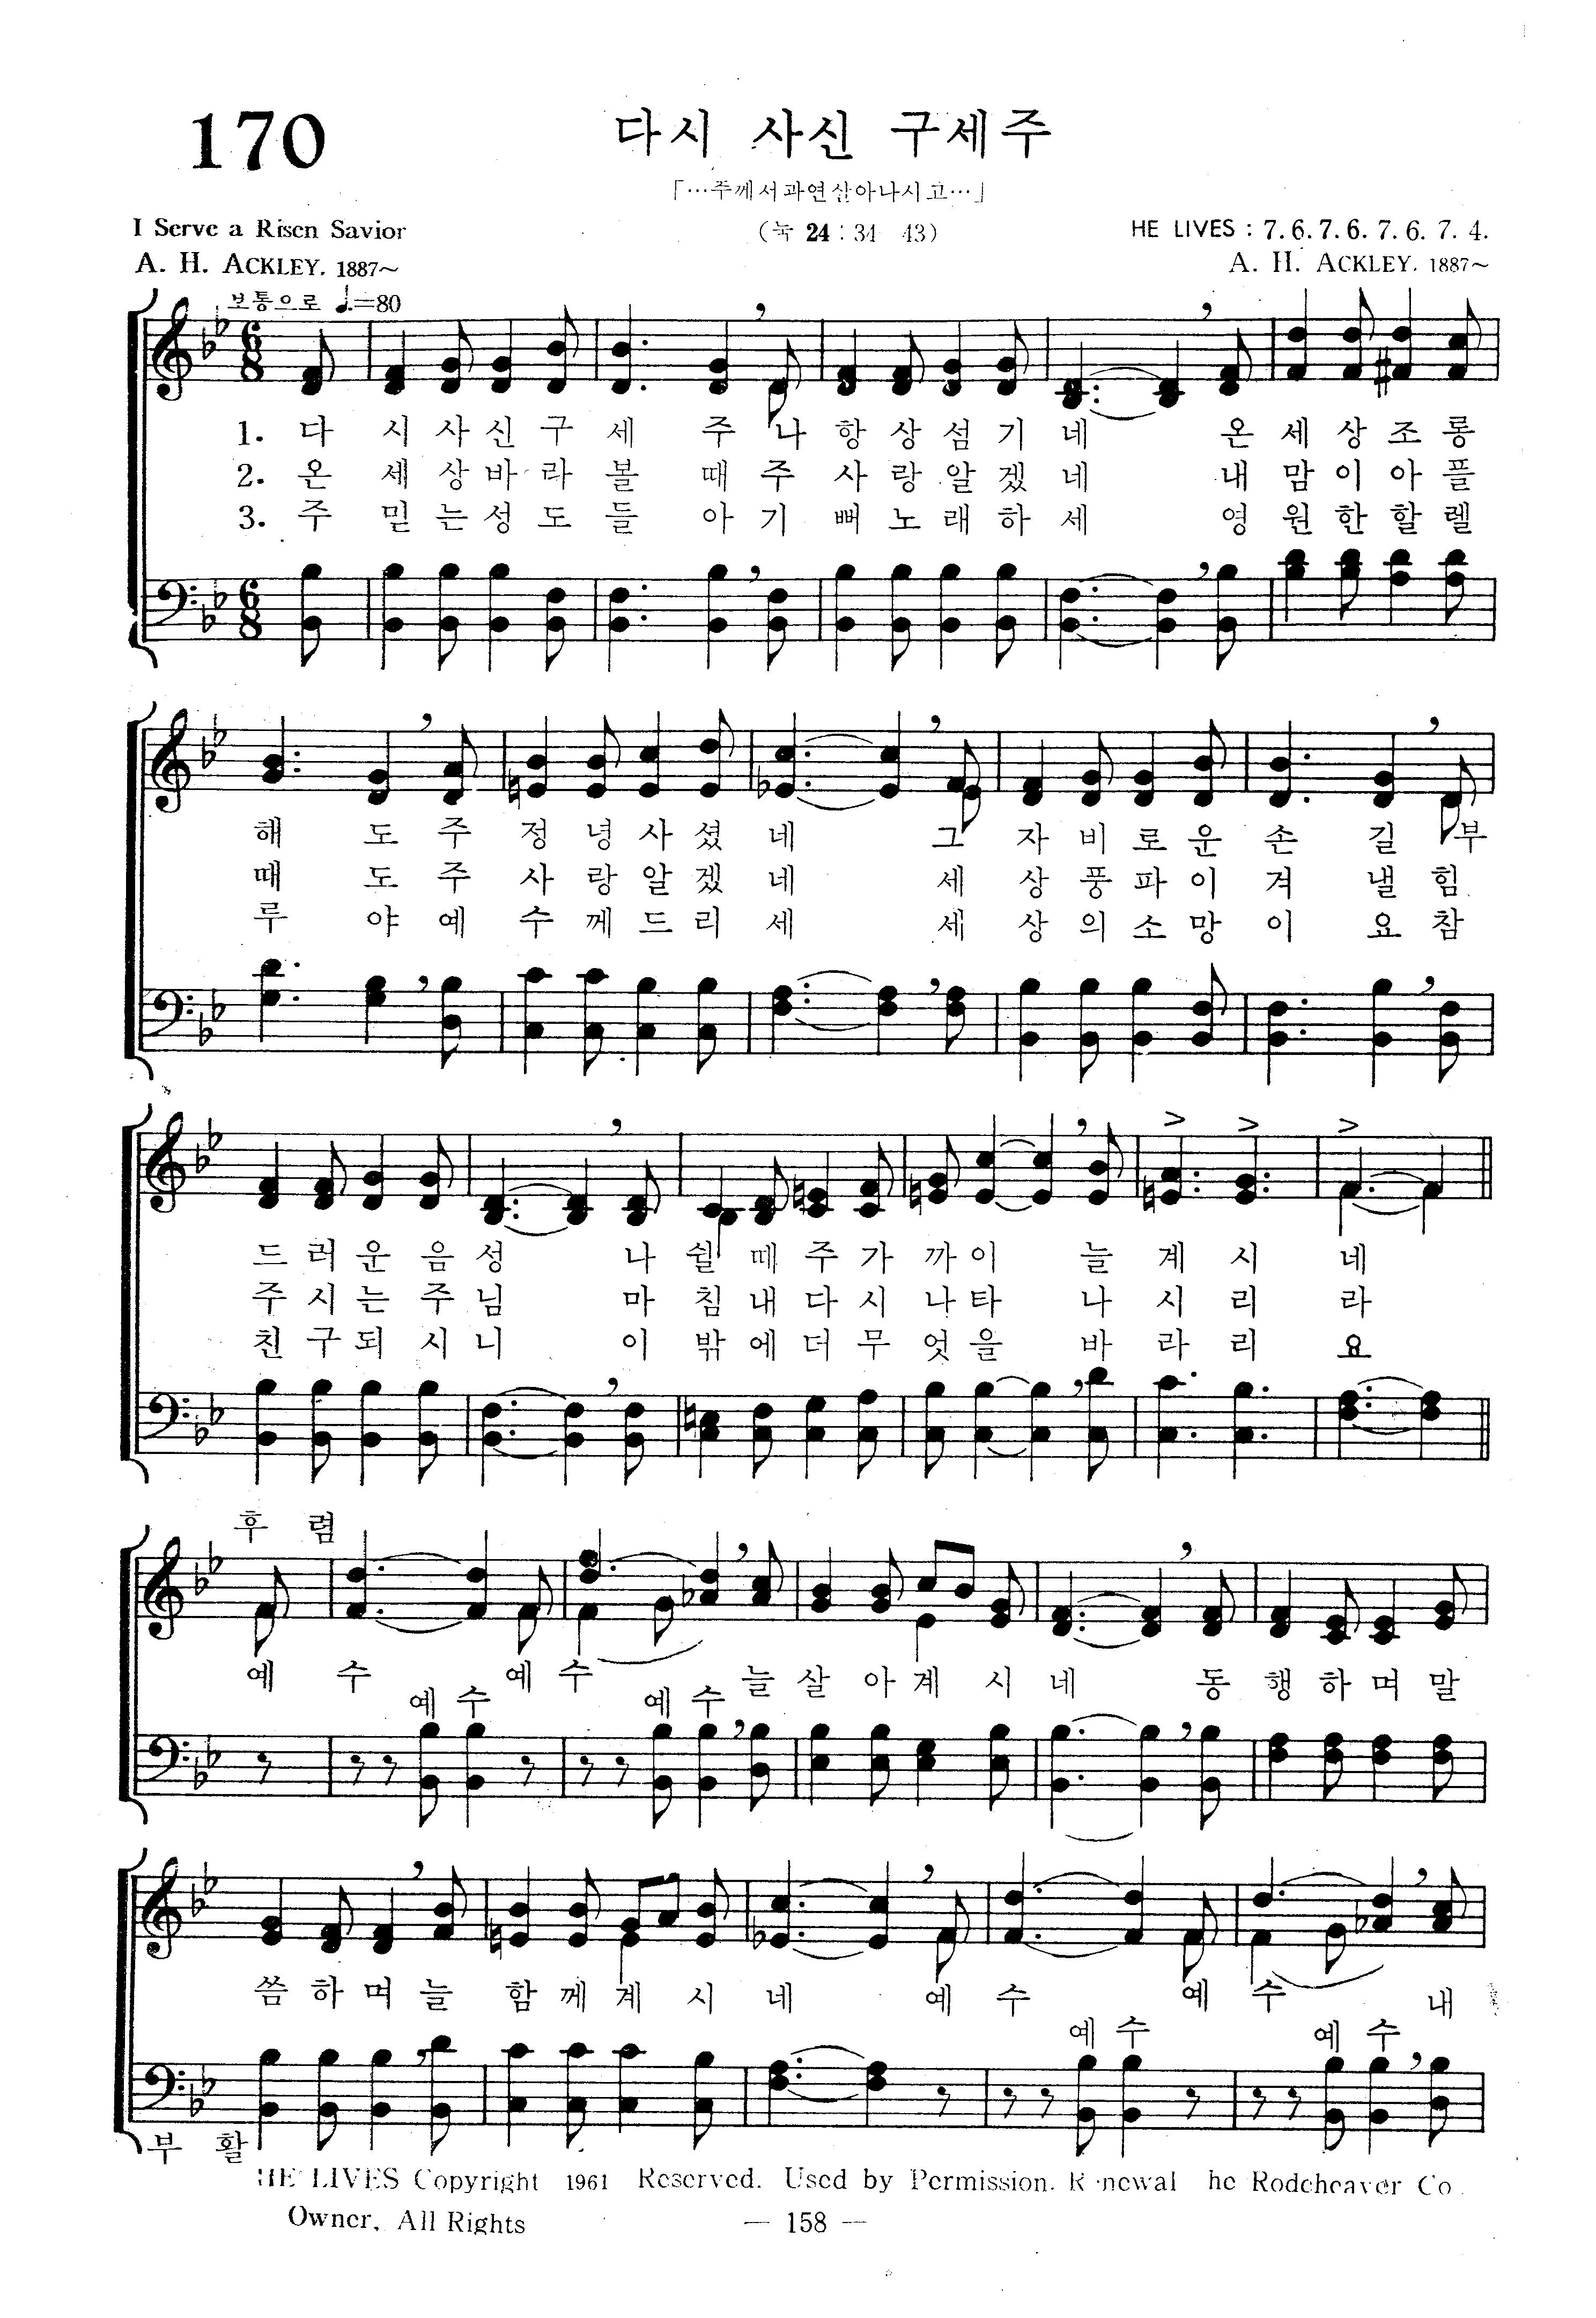 170
다시 사신 구세주
「…주께서과연살아나시고…」
I Serve a Risen Savior
(눅 24:34 43)
HE LIVES : 7. 6. 7. 6. 7. 6. 7. 4.
A. H. ACKLEY. 1887~
A. H. ACKLEY. 1887~
보통으로 ♩.=80
1. 다 시 사 신 구 세 주 나 항 상 섬 기 네 온 세 상 조 롱
2. 온 세 상 바 라 볼 때 주 사 랑 알 겠 네 내 맘 이 아 플
3. 주 믿 는 성 도 들 아 기 뻐 노 래 하 세 영 원 한 할 렐
해 도 주 정 녕 사 셨 네 그 자 비 로 운 손 길 부
때 도 주 사 랑 알 겠 네 세 상 풍 파 이 겨 낼 힘
루 야 예 수 께 드 리 세 세 상 의 소 망 이 요 참
드 러 운 음 성 나 쉴 때 주 가 까 이 늘 계 시 네
주 시 는 주 님 마 침 내 다 시 나 타 나 시 리 라
친 구 되 시 니 이 밖 에 더 무 엇 을 바 라 리 요
후 렴
예 수 예 수 늘 살 아 계 시 네 동 행 하 며 말
예 수 예 수
씀 하 며 늘 함 께 계 시 네 예 수 예 수 내
예 수 예 수
부 활
HE LIVES Copyright 1961 Reserved. Used by Permission. Renewal he Rodeheaver Co.
Owner, All Rights
— 158 —